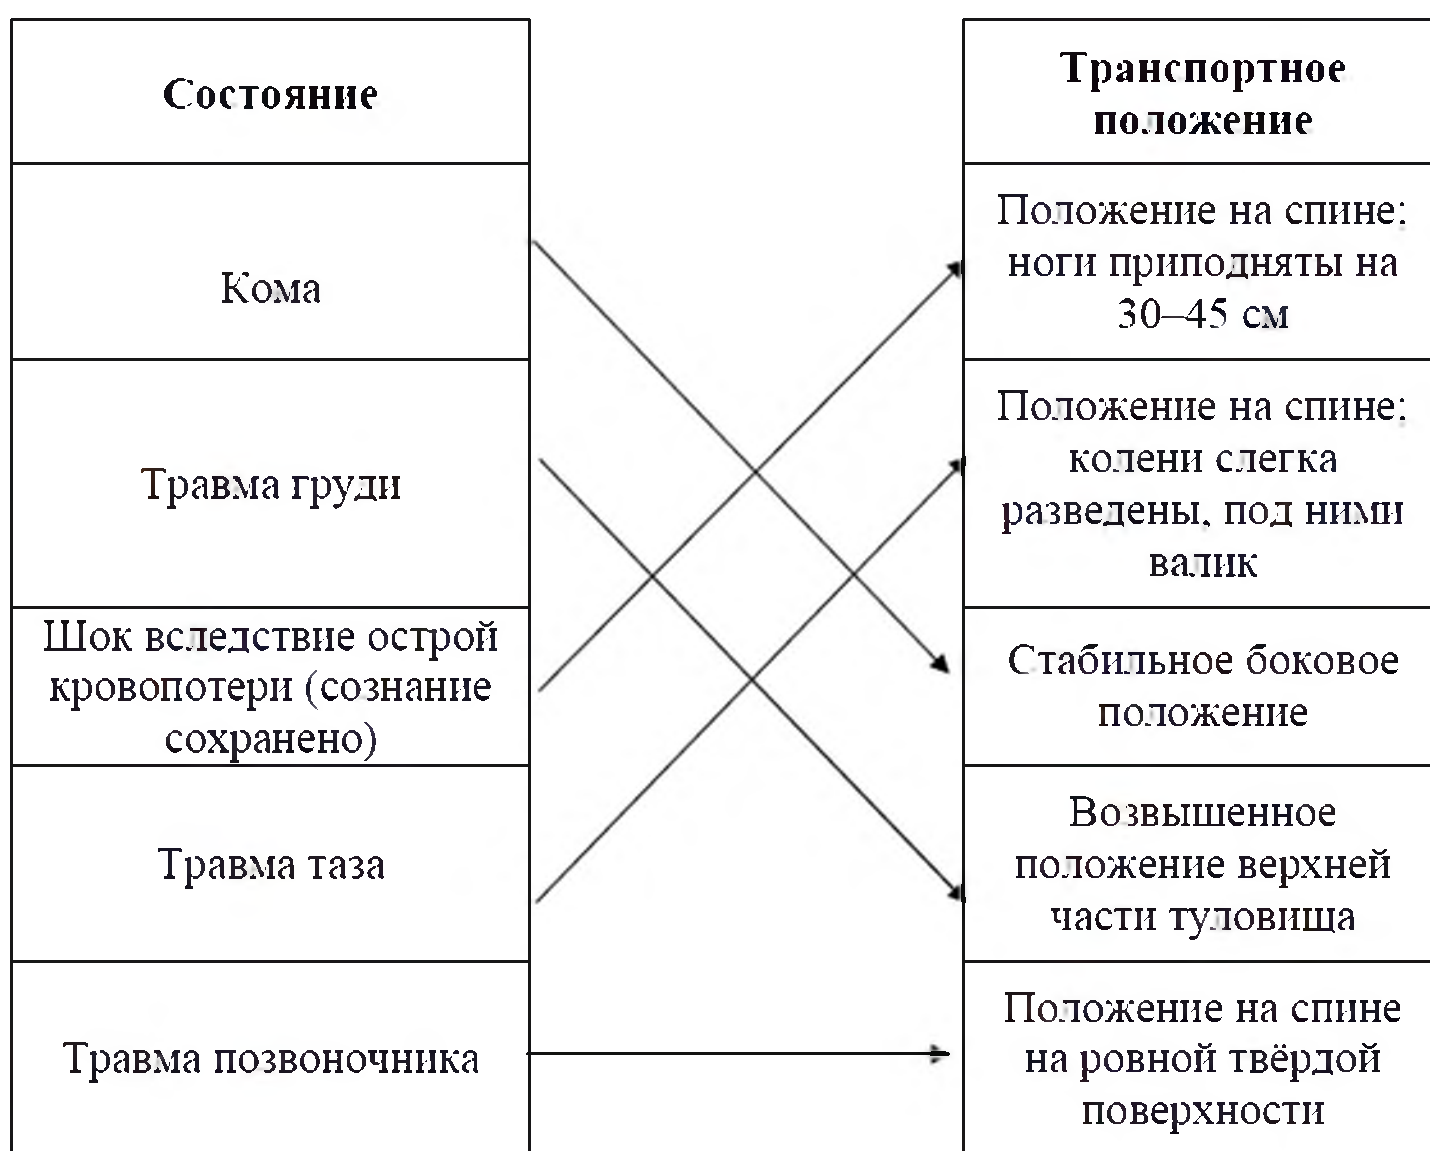 Состояние
Кома
Травма груди
Шок вследствие острой
кровопотери (сознание
сохранено)
Травма таза
Травма позвоночника
Транспортное
положение
Положение на спине:
ноги приподняты на
30–45 см
Положение на спине:
колени слегка
разведены, под ними
валик
Стабильное боковое
положение
Возвышенное
положение верхней
части туловища
Положение на спине
на ровной твёрдой
поверхности